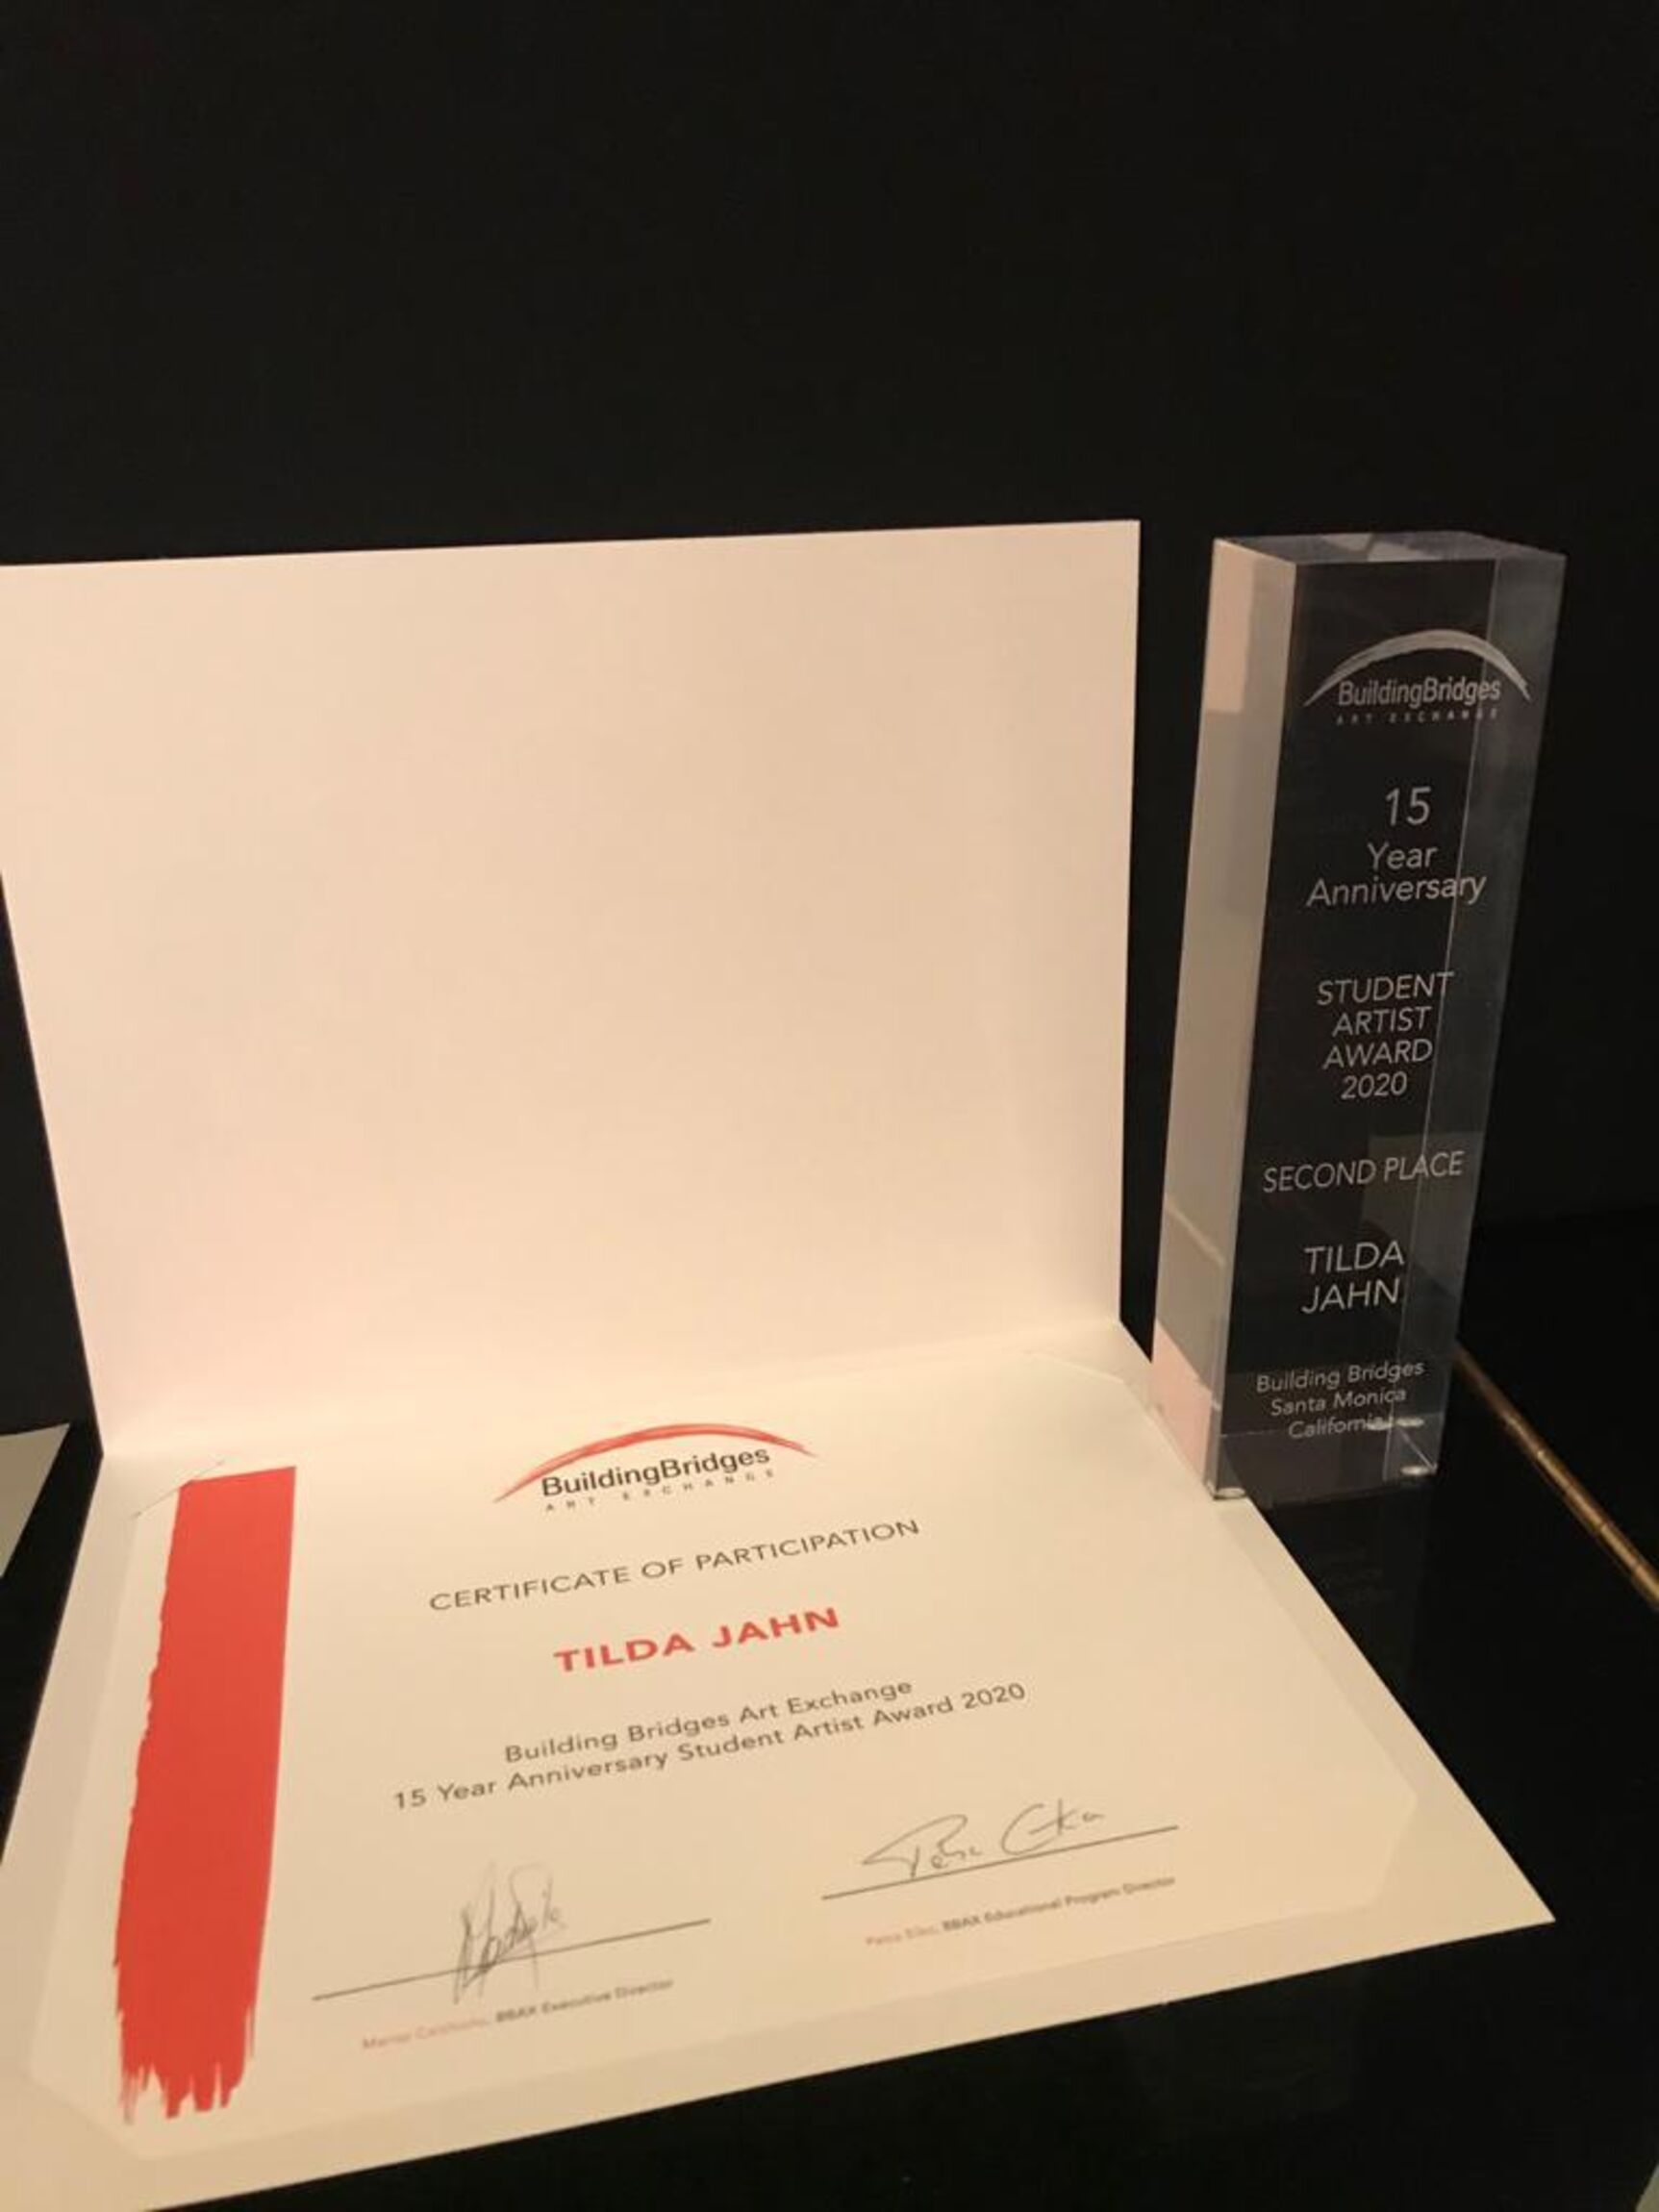 BuildingBridges
ART EXCHANGE
CERTIFICATE OF PARTICIPATION
TILDA JAHN
Building Bridges Art Exchange
15 Year Anniversary Student Artist Award 2020
BBAX Executive Director
BBAX Educational Program Director
BuildingBridges
ART EXCHANGE
15
Year
Anniversary
STUDENT
ARTIST
AWARD
2020
SECOND PLACE
TILDA
JAHN
Building Bridges
Santa Monica
California